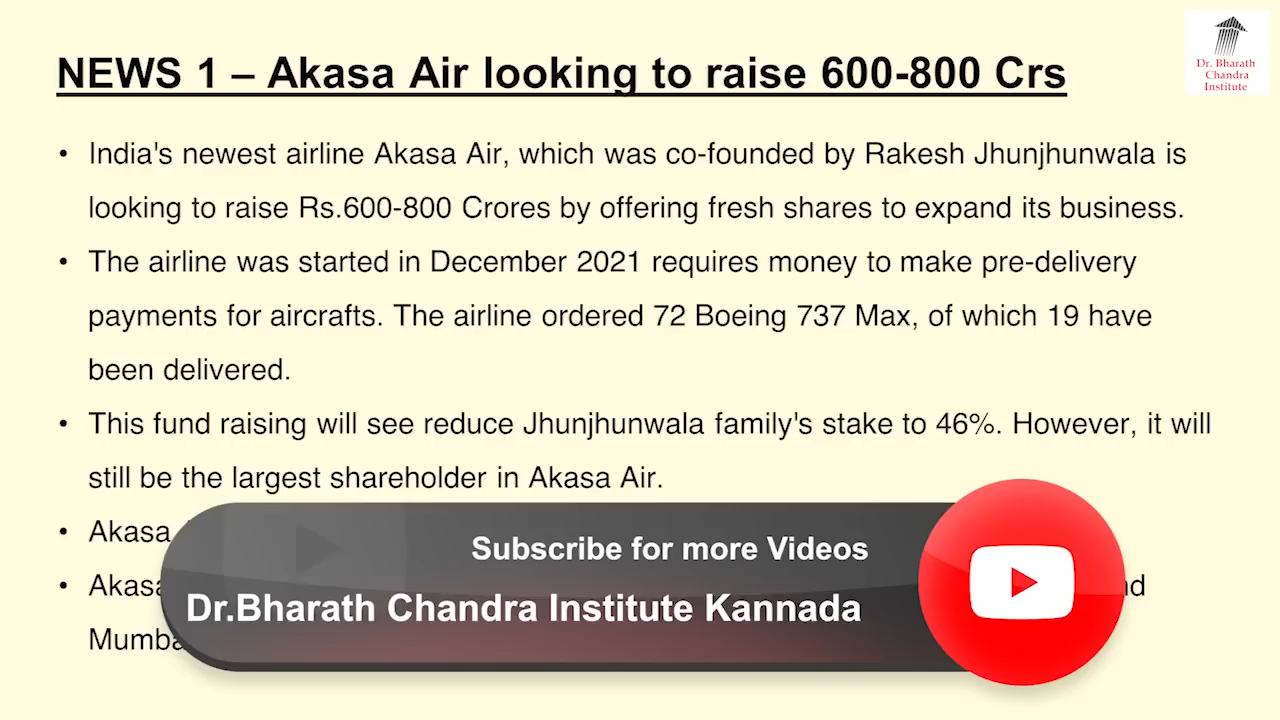 NEWS 1 – Akasa Air looking to raise 600-800 Crs
Dr. Bharath
Chandra
Institute
• India's newest airline Akasa Air, which was co-founded by Rakesh Jhunjhunwala is
looking to raise Rs.600-800 Crores by offering fresh shares to expand its business.
• The airline was started in December 2021 requires money to make pre-delivery
payments for aircrafts. The airline ordered 72 Boeing 737 Max, of which 19 have
been delivered.
• This fund raising will see reduce Jhunjhunwala family's stake to 46%. However, it will
still be the largest shareholder in Akasa Air.
• Akasa
• Akasa
Subscribe for more Videos
Dr.Bharath Chandra Institute Kannada